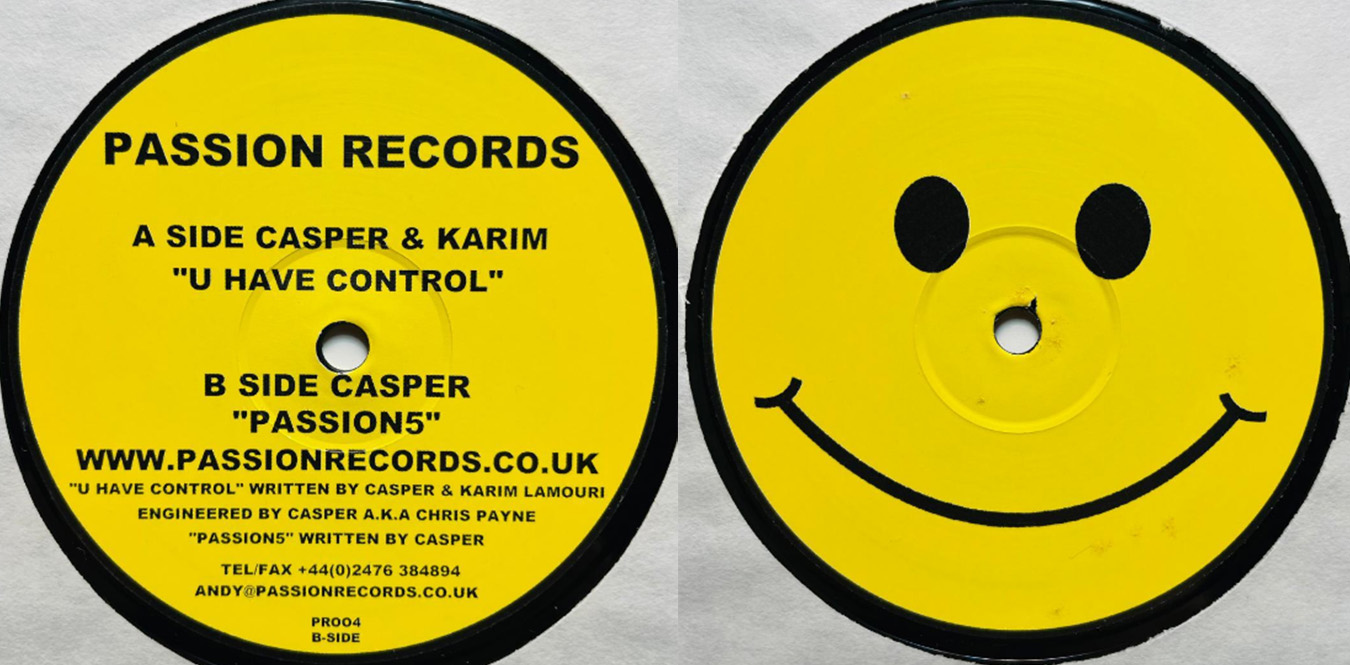 PASSION RECORDS
A SIDE CASPER & KARIM
"U HAVE CONTROL"
B SIDE CASPER
"PASSION5"
WWW.PASSIONRECORDS.CO.UK
"U HAVE CONTROL" WRITTEN BY CASPER & KARIM LAMOURI
ENGINEERED BY CASPER A.K.A CHRIS PAYNE
"PASSION5" WRITTEN BY CASPER
TEL/FAX +44(0)2476 384894
ANDY@PASSIONRECORDS.CO.UK
PROO4
B-SIDE